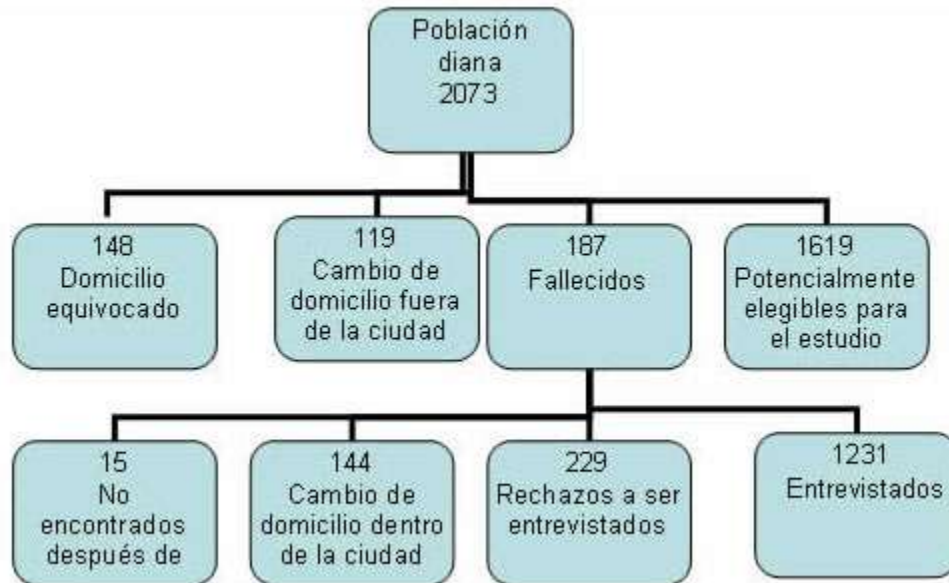 Población
diana
2073
148
Domicilio
equivocado
119
Cambio de
domicilio fuera
de la ciudad
187
Fallecidos
1619
Potencialmente
elegibles para
el estudio
15
No
encontrados
después de
144
Cambio de
domicilio dentro
de la ciudad
229
Rechazos a ser
entrevistados
1231
Entrevistados